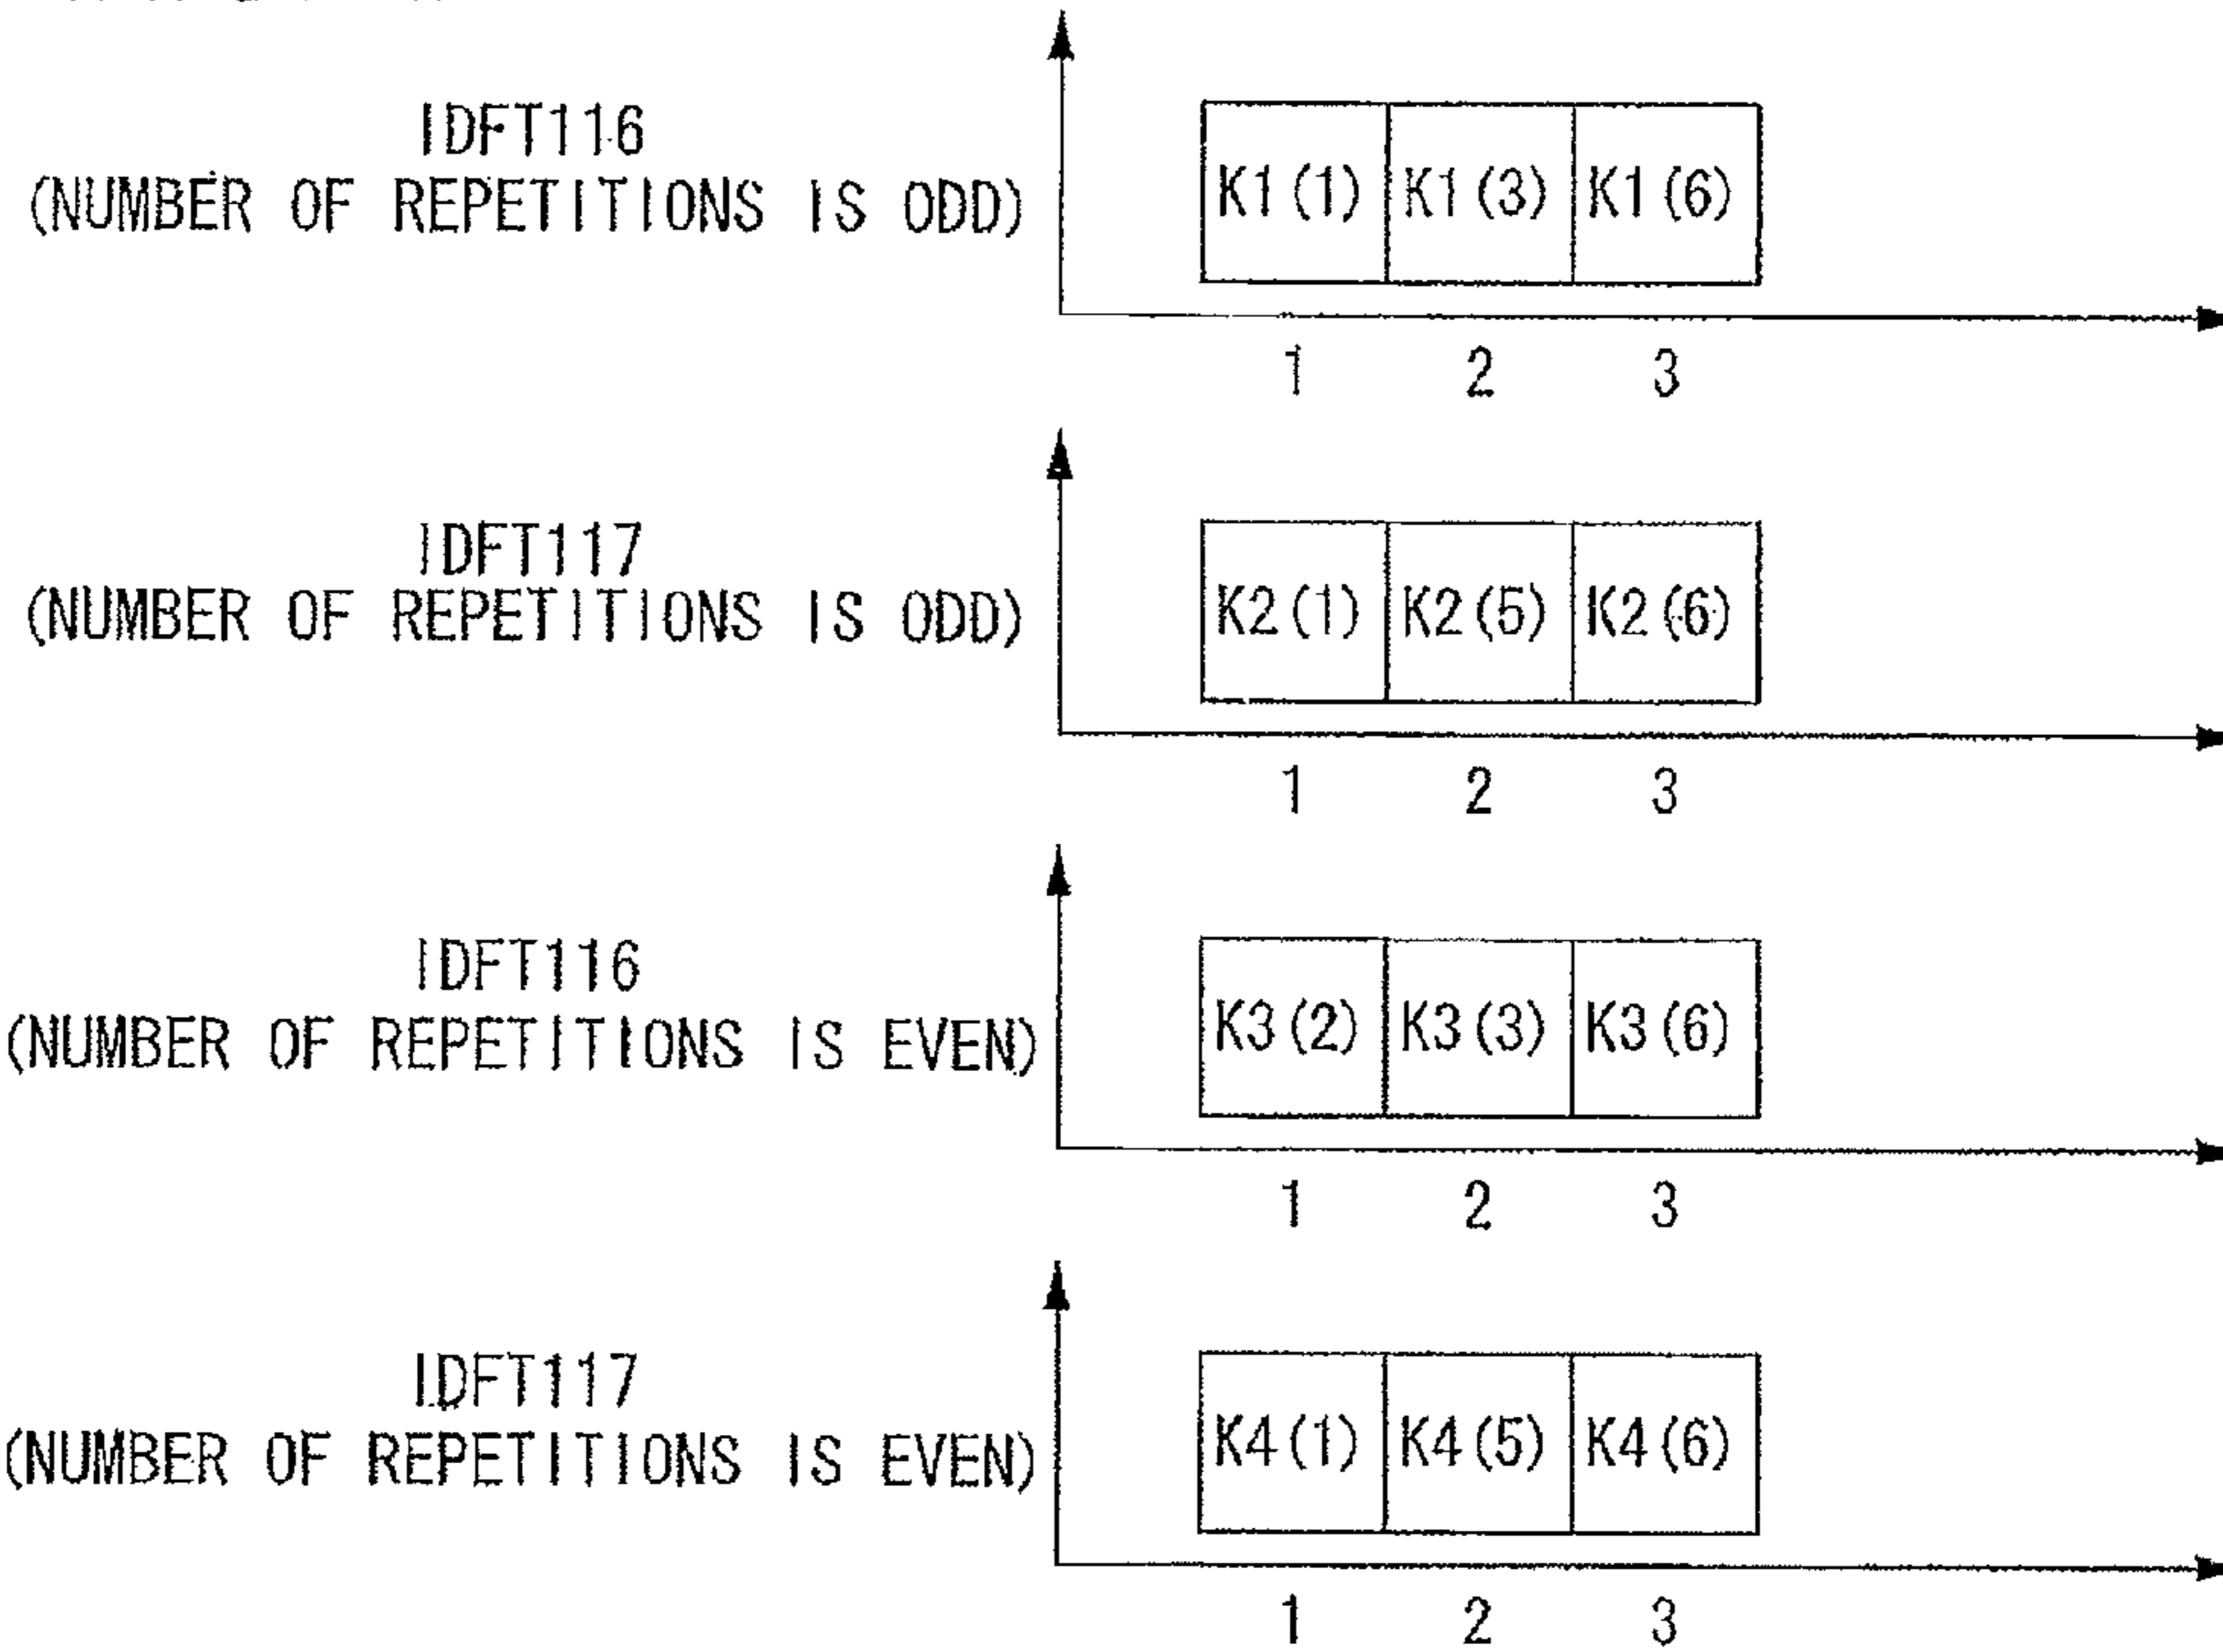 IDFT116
(NUMBER OF REPETITIONS IS ODD)
K1(1) K1(3) K1(6)
1 2 3
IDFT117
(NUMBER OF REPETITIONS IS ODD)
K2(1) K2(5) K2(6)
1 2 3
IDFT116
(NUMBER OF REPETITIONS IS EVEN)
K3(2) K3(3) K3(6)
1 2 3
IDFT117
(NUMBER OF REPETITIONS IS EVEN)
K4(1) K4(5) K4(6)
1 2 3